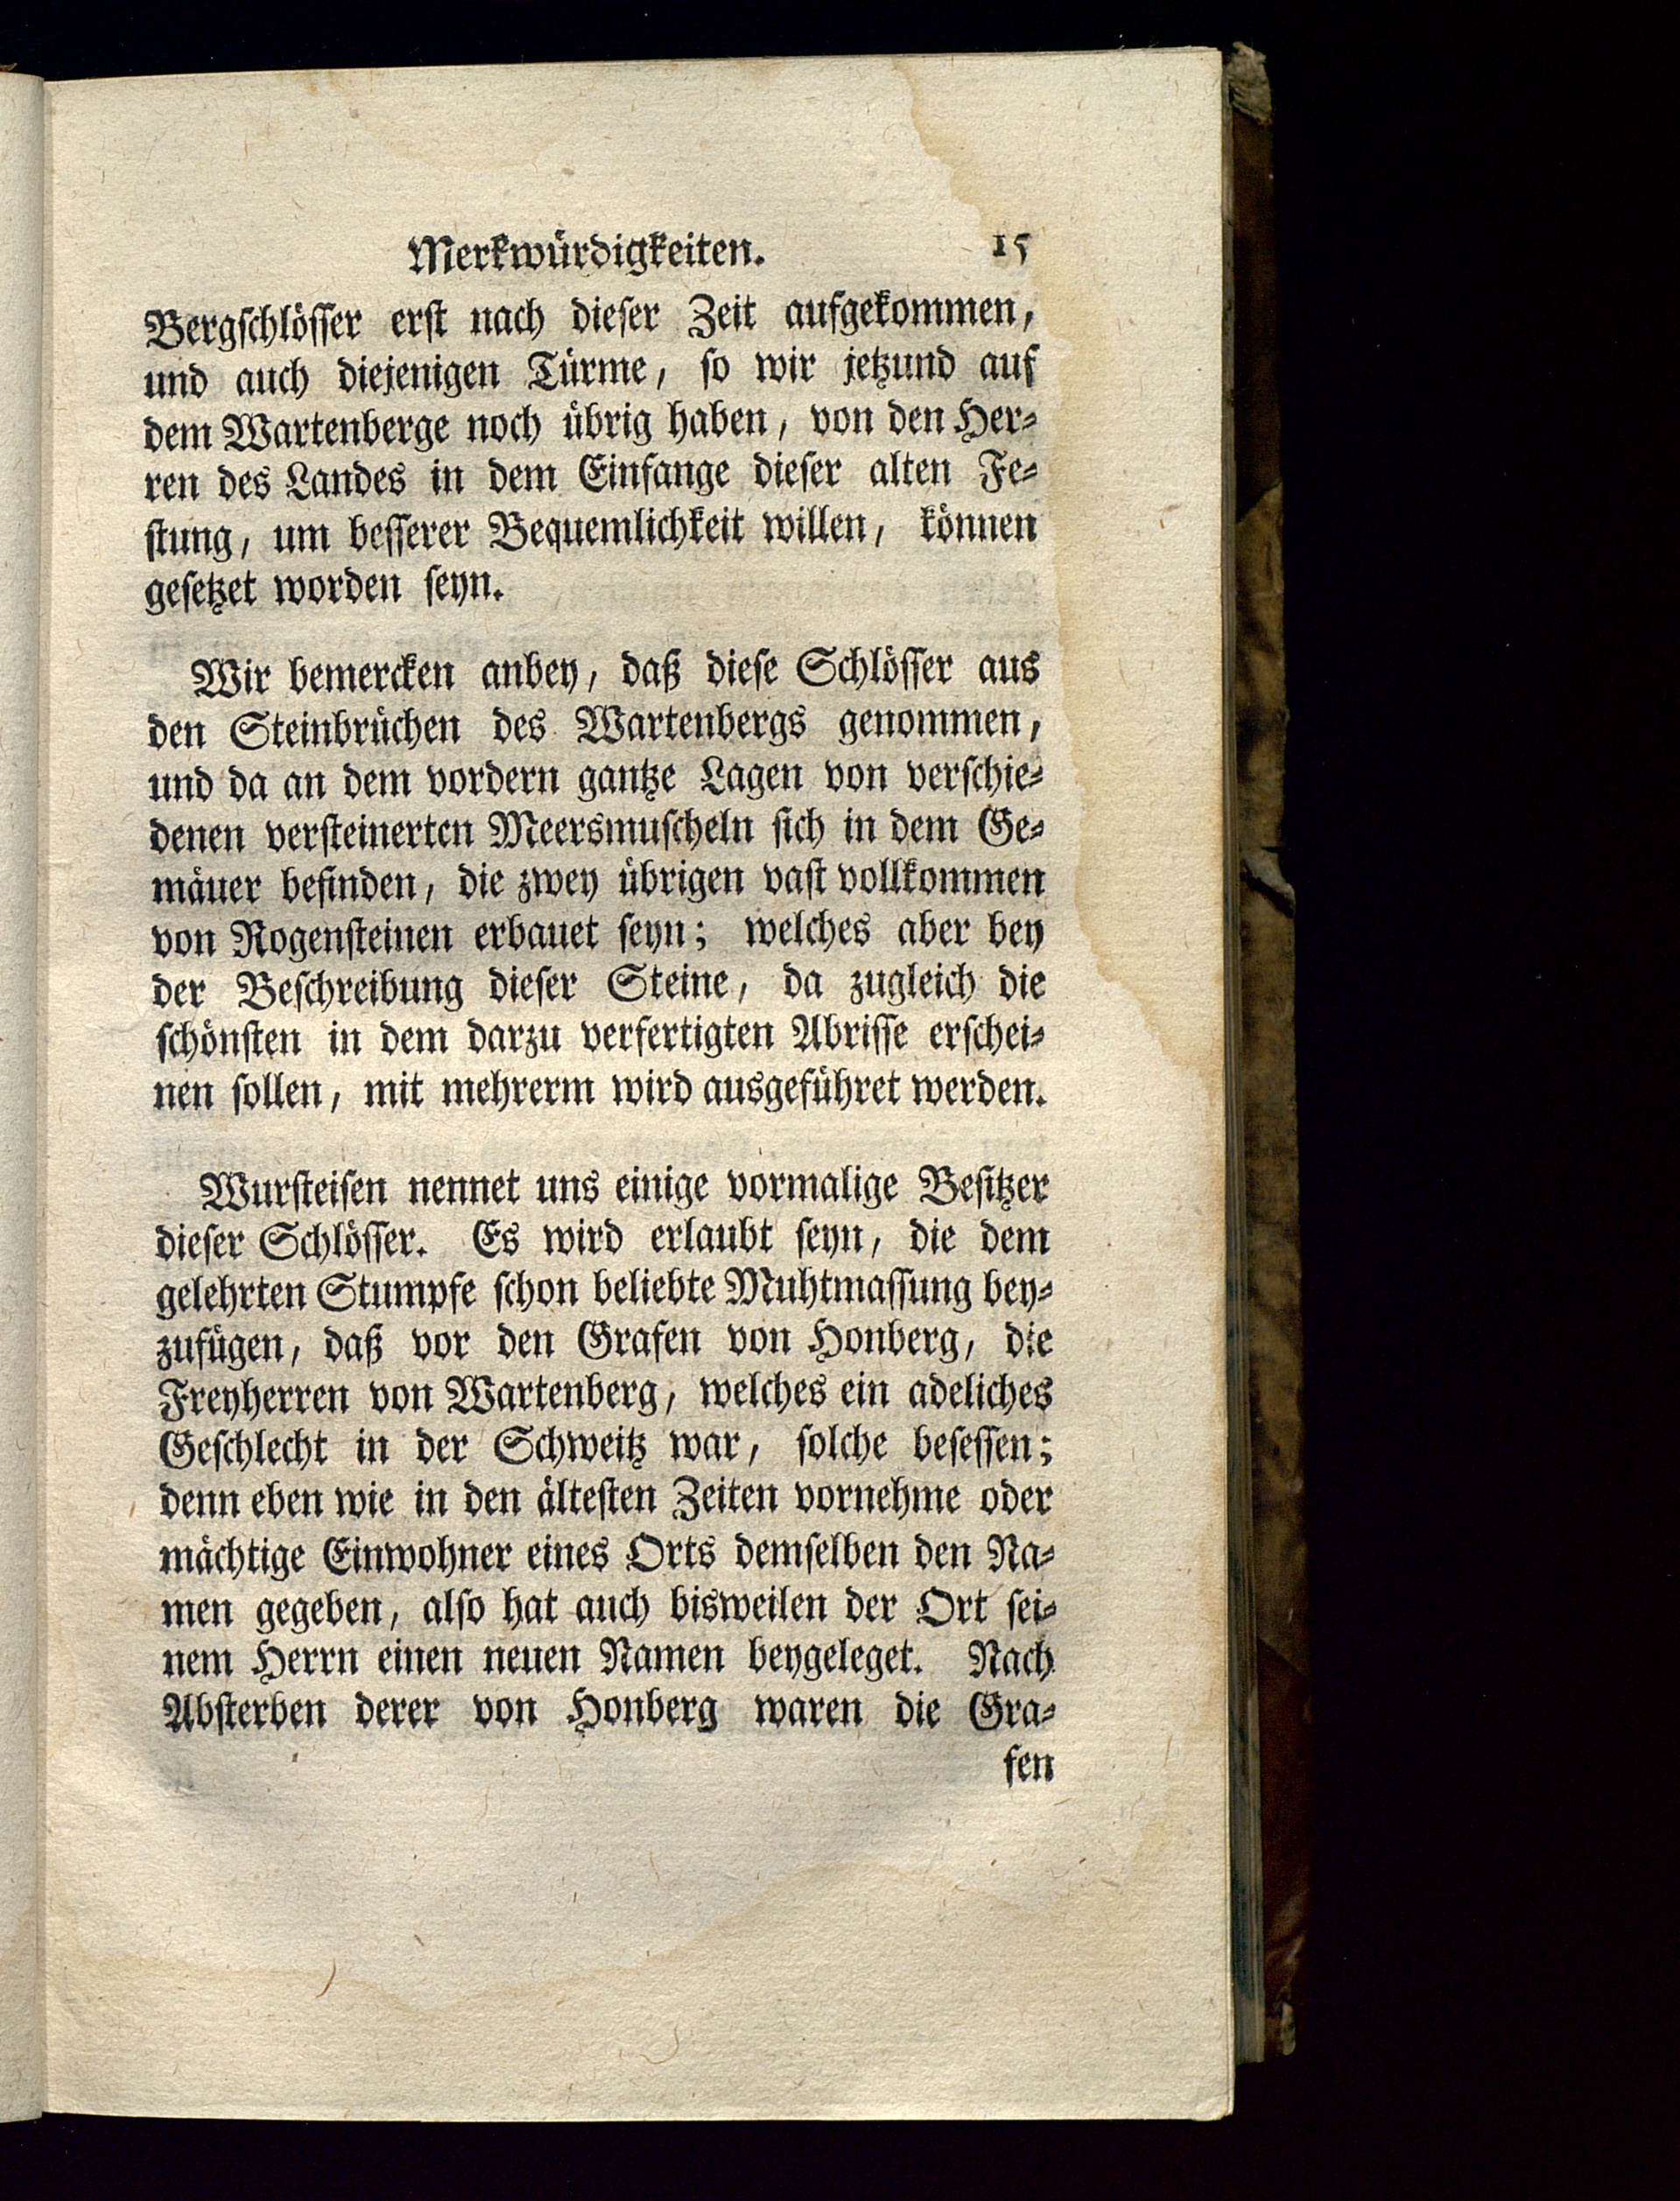 Merkwürdigkeiten. 15
Bergschlösser erst nach dieser Zeit aufgekommen,
und auch diejenigen Türme, so wir jetzund auf
dem Wartenberge noch übrig haben, von den Her-
ren des Landes in dem Einfange dieser alten Fe-
stung, um besserer Bequemlichkeit willen, können
gesetzet worden seyn.
Wir bemercken anbey, daß diese Schlösser aus
den Steinbrüchen des Wartenbergs genommen,
und da an dem vordern gantze Lagen von verschie-
denen versteinerten Meersmuscheln sich in dem Ge-
mäuer befinden, die zwey übrigen vast vollkommen
von Rogensteinen erbauet seyn; welches aber bey
der Beschreibung dieser Steine, da zugleich die
schönsten in dem darzu verfertigten Abrisse erschei-
nen sollen, mit mehrerm wird ausgeführet werden.
Wursteisen nennet uns einige vormalige Besitzer
dieser Schlösser. Es wird erlaubt seyn, die dem
gelehrten Stumpfe schon beliebte Muhtmassung bey-
zufügen, daß vor den Grafen von Honberg, die
Freyherren von Wartenberg, welches ein adeliches
Geschlecht in der Schweitz war, solche besessen;
denn eben wie in den ältesten Zeiten vornehme oder
mächtige Einwohner eines Orts demselben den Na-
men gegeben, also hat auch bisweilen der Ort sei-
nem Herrn einen neuen Namen beygeleget. Nach
Absterben derer von Honberg waren die Gra-
fen